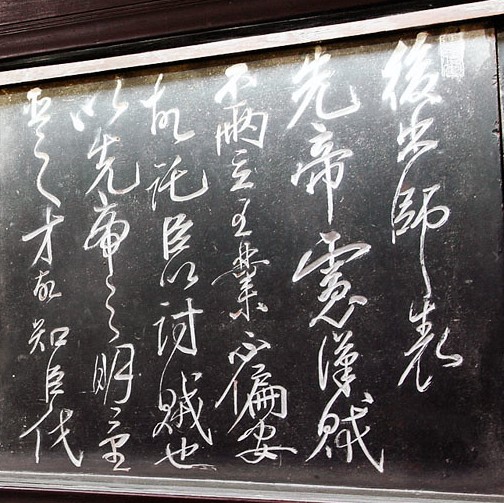 後出師表
先帝慮漢賊
不兩立王業不偏安
故託臣以討賊也
以先帝之明量
臣之才故知臣伐